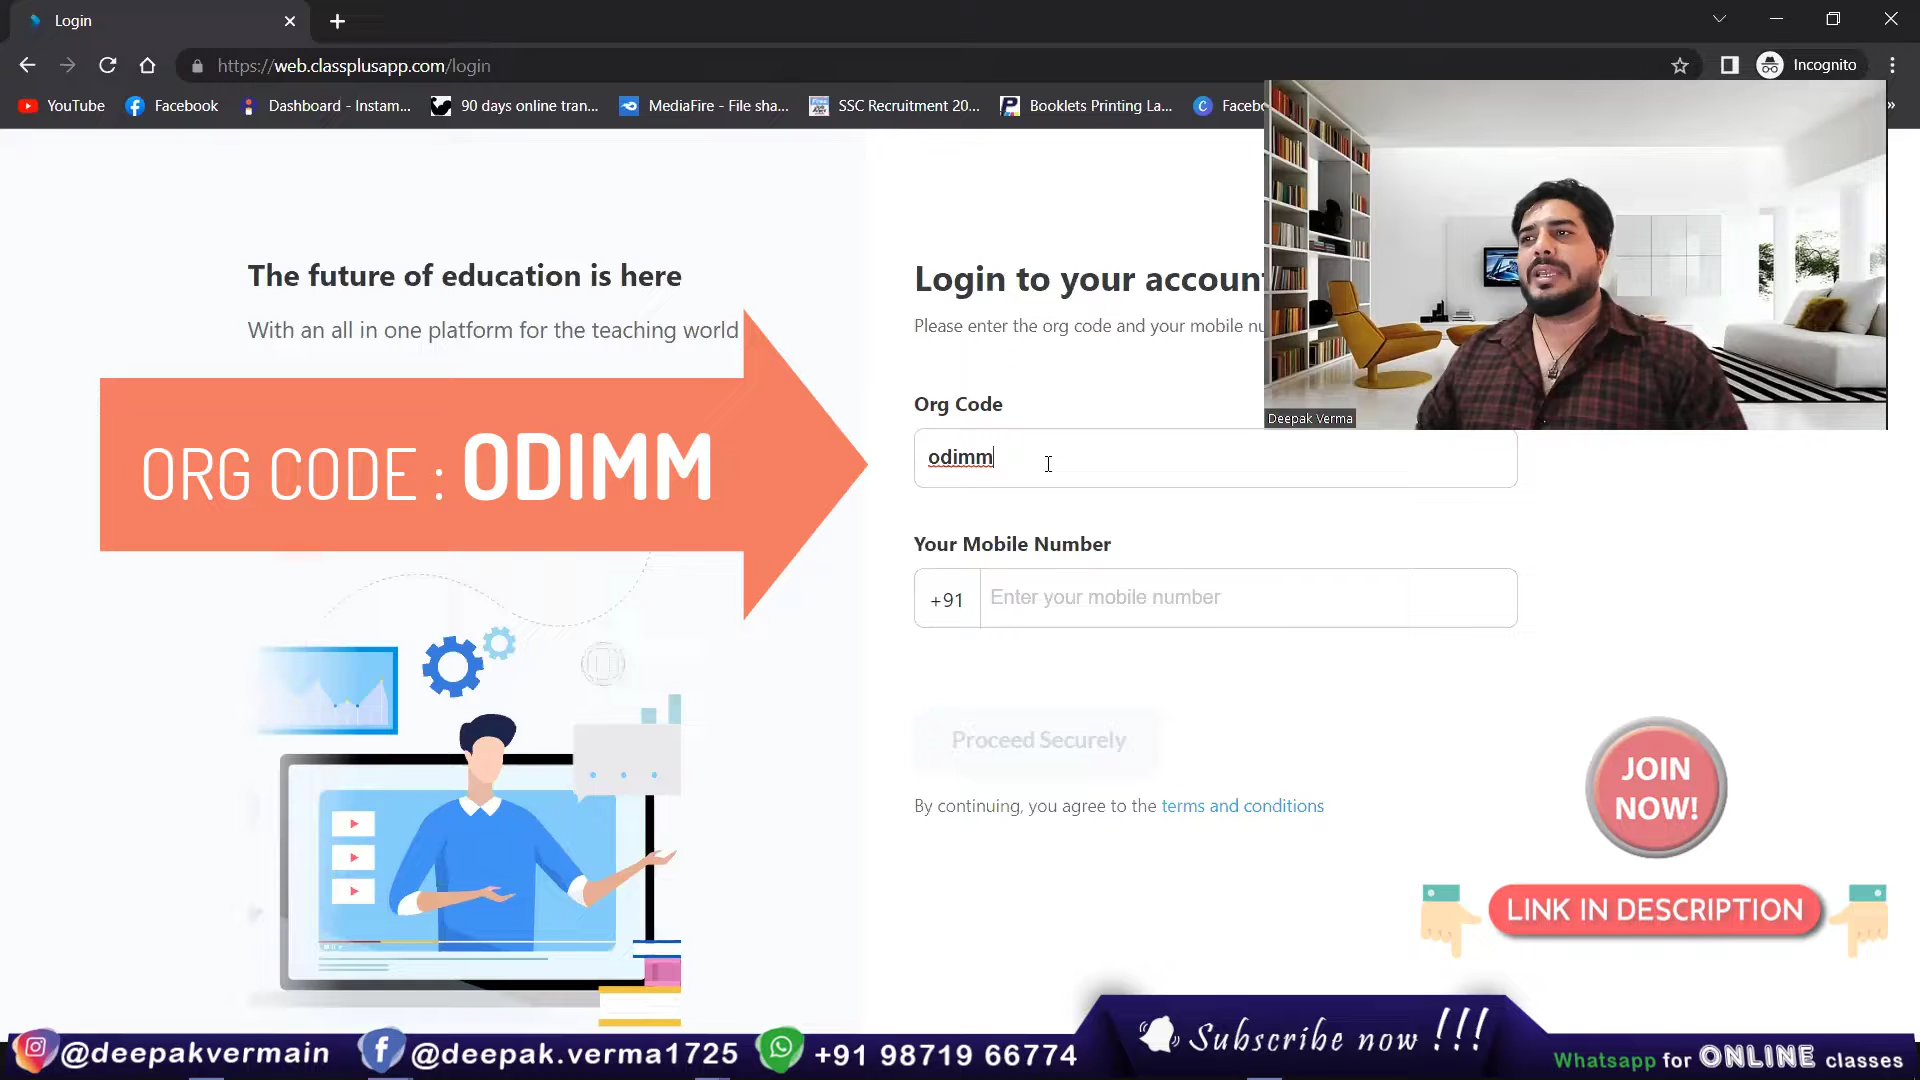 Login
https://web.classplusapp.com/login
Incognito
YouTube
Facebook
Dashboard - Instam...
90 days online tran...
MediaFire - File sha...
SSC Recruitment 20...
Booklets Printing La...
Facebo
»
The future of education is here
With an all in one platform for the teaching world
ORG CODE : ODIMM
Login to your account
Please enter the org code and your mobile nu
Deepak Verma
Org Code
odimm
Your Mobile Number
+91
Enter your mobile number
Proceed Securely
By continuing, you agree to the terms and conditions
JOIN
NOW!
LINK IN DESCRIPTION
@deepakvermain
@deepak.verma1725
+91 98719 66774
Subscribe now !!!
Whatsapp for ONLINE classes